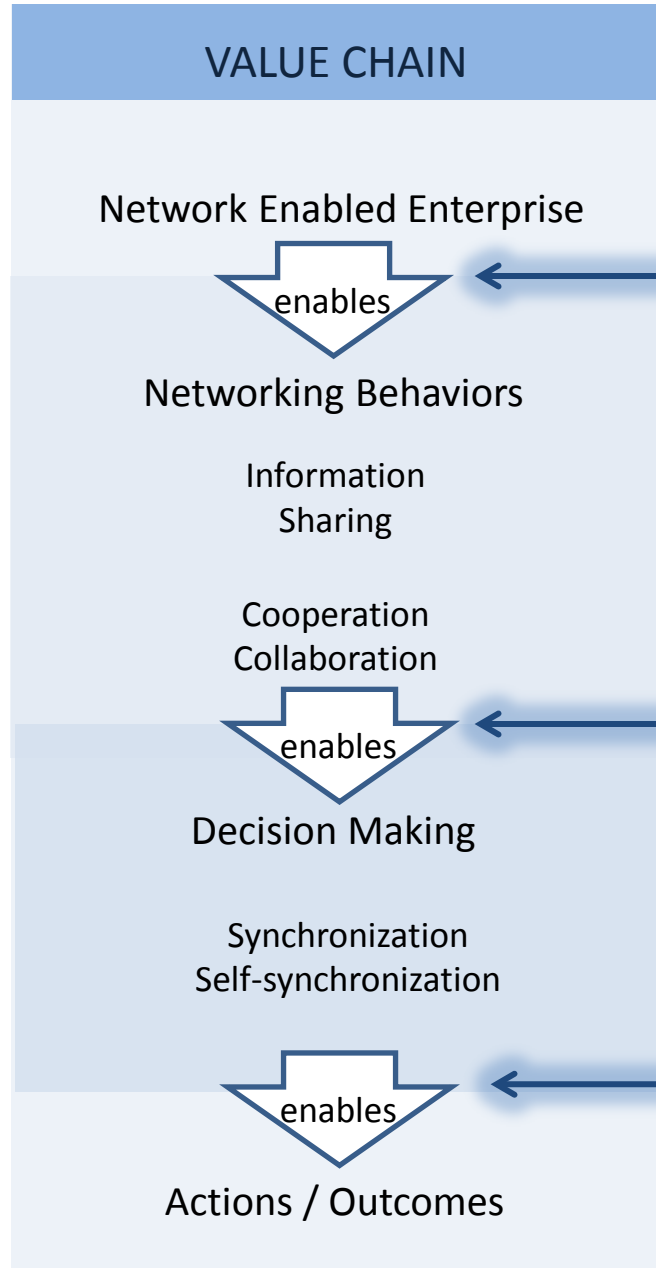 VALUE CHAIN
Network Enabled Enterprise
enables
Networking Behaviors
Information
Sharing
Cooperation
Collaboration
enables
Decision Making
Synchronization
Self-synchronization
enables
Actions / Outcomes